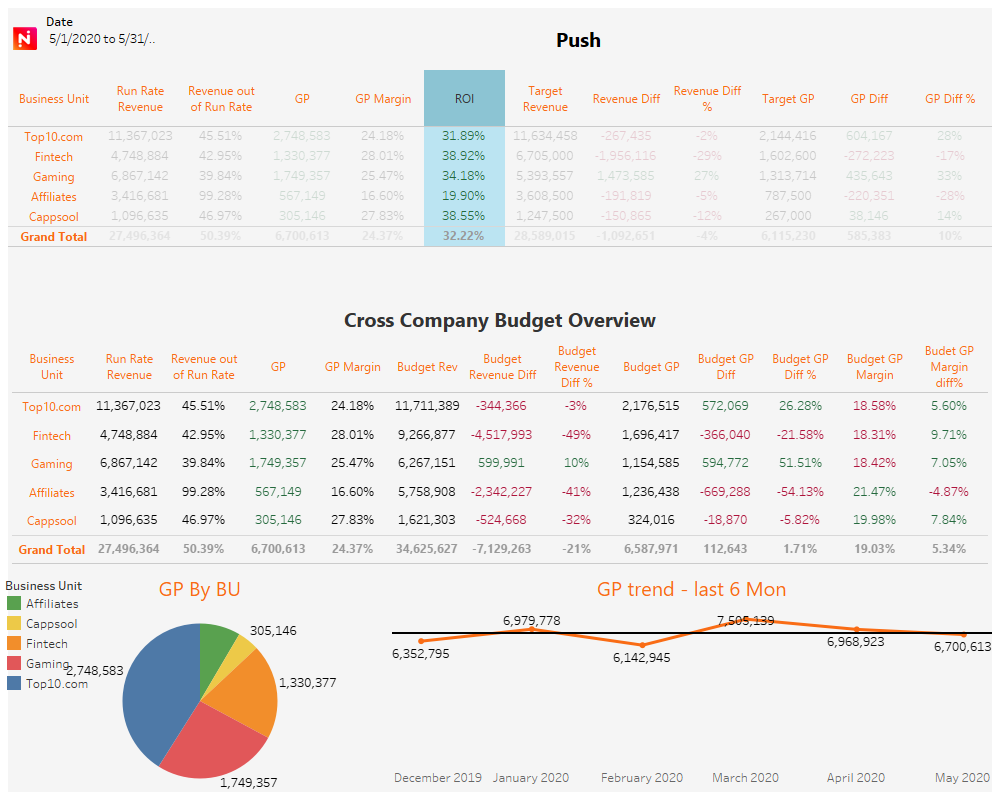 Date
5/1/2020 to 5/31/..
N
Push
Business Unit Run Rate Revenue Revenue out of Run Rate GP GP Margin ROI Target Revenue Revenue Diff Revenue Diff % Target GP GP Diff GP Diff %
Top10.com 11,367,023 45.51% 2,748,583 24.18% 31.89% 11,634,458 -267,435 -2% 2,144,416 604,167 28%
Fintech 4,748,884 42.95% 1,330,377 28.01% 38.92% 6,705,000 -1,956,116 -29% 1,602,600 -272,223 -17%
Gaming 6,867,142 39.84% 1,749,357 25.47% 34.18% 5,393,557 1,473,585 27% 1,313,714 435,643 33%
Affiliates 3,416,681 99.28% 567,149 16.60% 19.90% 3,608,500 -191,819 -5% 787,500 -220,351 -28%
Cappsool 1,096,635 46.97% 305,146 27.83% 38.55% 1,247,500 -150,865 -12% 267,000 38,146 14%
Grand Total 27,496,364 50.39% 6,700,613 24.37% 32.22% 28,589,015 -1,092,651 -4% 6,115,230 585,383 10%
Cross Company Budget Overview
Business Unit Run Rate Revenue Revenue out of Run Rate GP GP Margin Budget Rev Budget Revenue Diff Budget Revenue Diff % Budget GP Budget GP Diff Budget GP Diff % Budget GP Margin Budet GP Margin diff%
Top10.com 11,367,023 45.51% 2,748,583 24.18% 11,711,389 -344,366 -3% 2,176,515 572,069 26.28% 18.58% 5.60%
Fintech 4,748,884 42.95% 1,330,377 28.01% 9,266,877 -4,517,993 -49% 1,696,417 -366,040 -21.58% 18.31% 9.71%
Gaming 6,867,142 39.84% 1,749,357 25.47% 6,267,151 599,991 10% 1,154,585 594,772 51.51% 18.42% 7.05%
Affiliates 3,416,681 99.28% 567,149 16.60% 5,758,908 -2,342,227 -41% 1,236,438 -669,288 -54.13% 21.47% -4.87%
Cappsool 1,096,635 46.97% 305,146 27.83% 1,621,303 -524,668 -32% 324,016 -18,870 -5.82% 19.98% 7.84%
Grand Total 27,496,364 50.39% 6,700,613 24.37% 34,625,627 -7,129,263 -21% 6,587,971 112,643 1.71% 19.03% 5.34%
Business Unit
Affiliates
Cappsool
Fintech
Gaming
Top10.com
GP By BU
305,146
1,330,377
1,749,357
2,748,583
GP trend - last 6 Mon
6,352,795
6,979,778
6,142,945
7,505,139
6,968,923
6,700,613
December 2019 January 2020 February 2020 March 2020 April 2020 May 2020